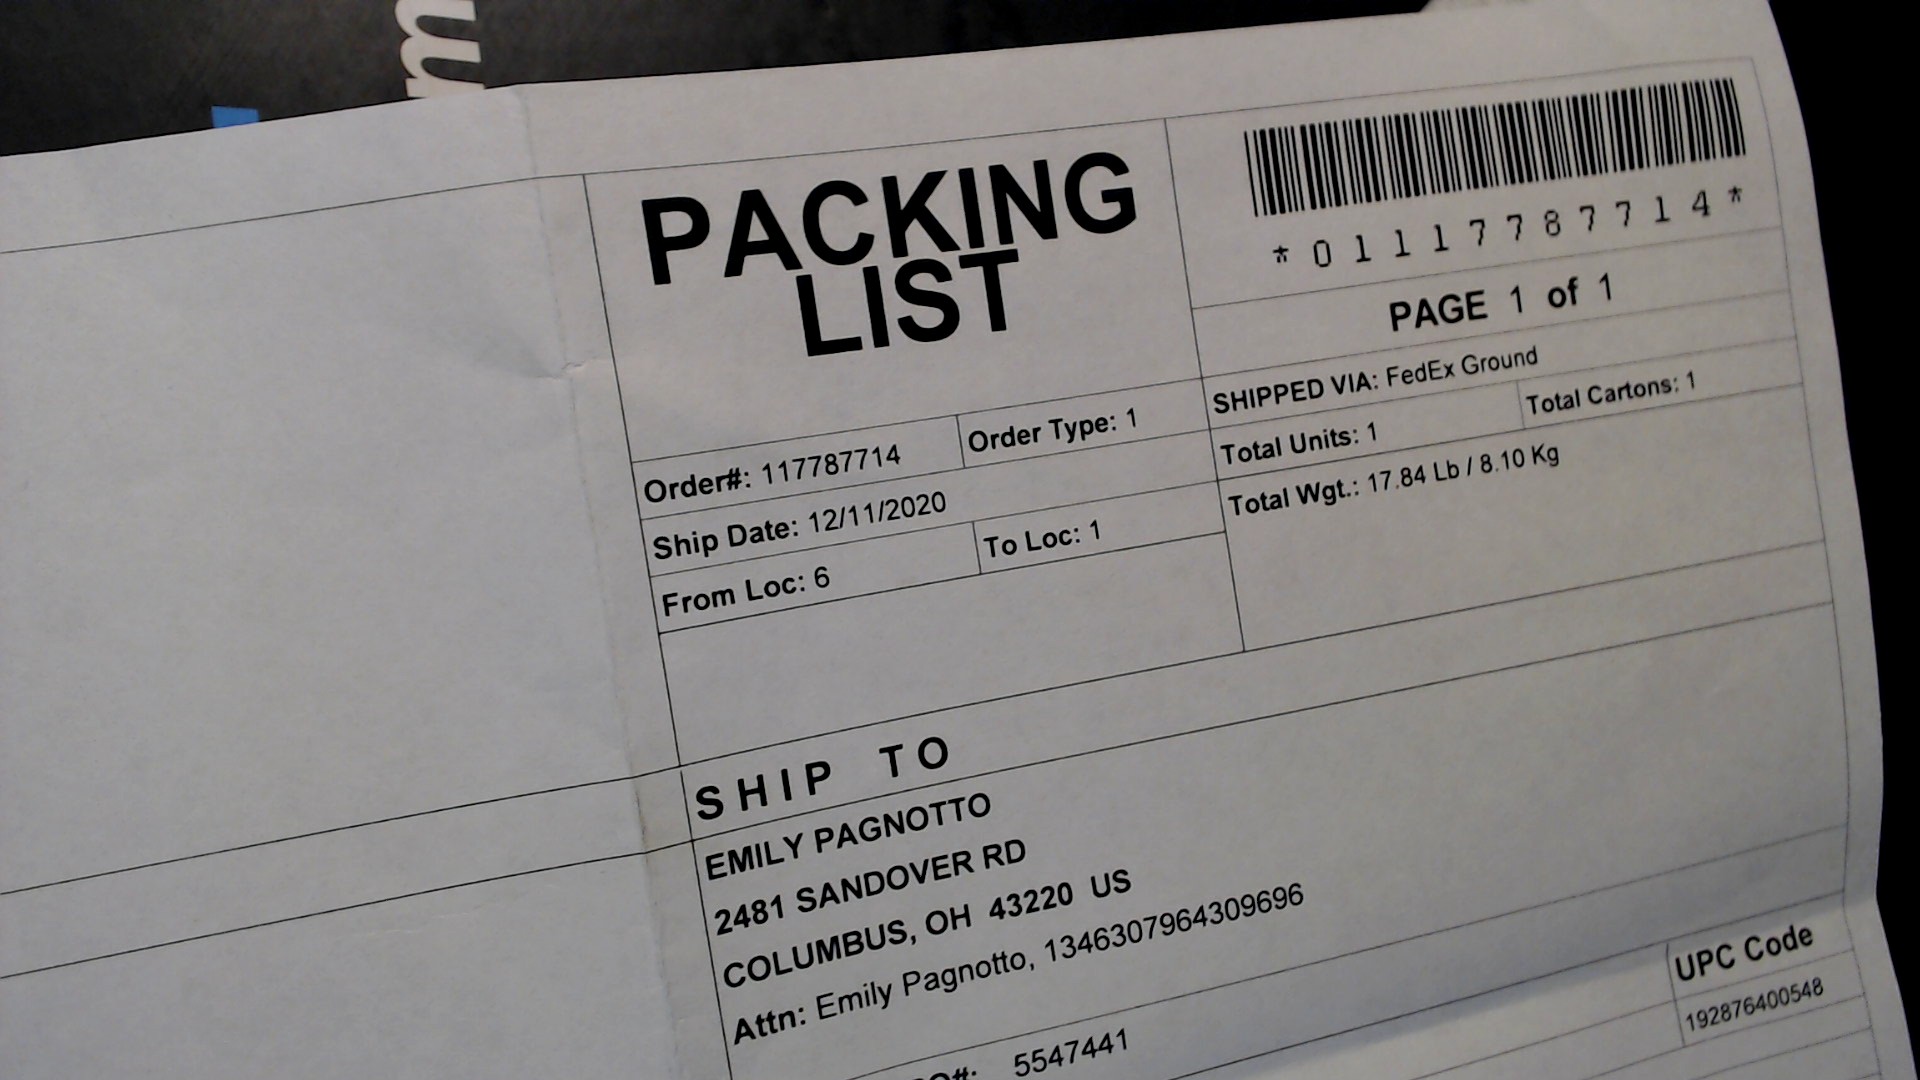 m
PACKING
LIST
*01117787714*
PAGE 1 of 1
SHIPPED VIA: FedEx Ground
Order#: 117787714 Order Type: 1
Total Units: 1 Total Cartons: 1
Ship Date: 12/11/2020
Total Wgt.: 17.84 Lb / 8.10 Kg
From Loc: 6 To Loc: 1
SHIP TO
EMILY PAGNOTTO
2481 SANDOVER RD
COLUMBUS, OH 43220 US
Attn: Emily Pagnotto, 1346307964309696
UPC Code
192876400548
5547441